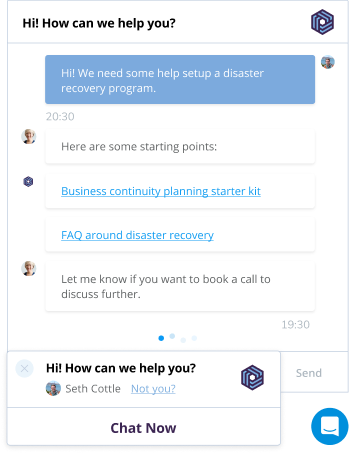 Hi! How can we help you?
Hi! We need some help setup a disaster
recovery program.
20:30
Here are some starting points:
Business continuity planning starter kit
FAQ around disaster recovery
Let me know if you want to book a call to
discuss further.
19:30
Hi! How can we help you?
Seth Cottle Not you?
Send
Chat Now